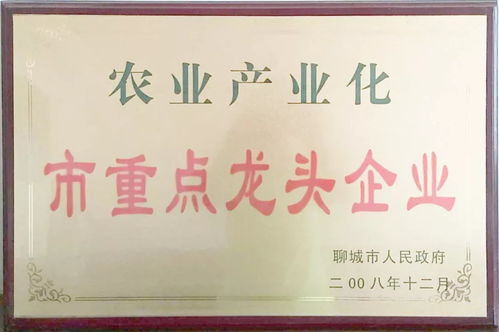 农业产业化
市重点龙头企业
聊城市人民政府
二00八年十二月